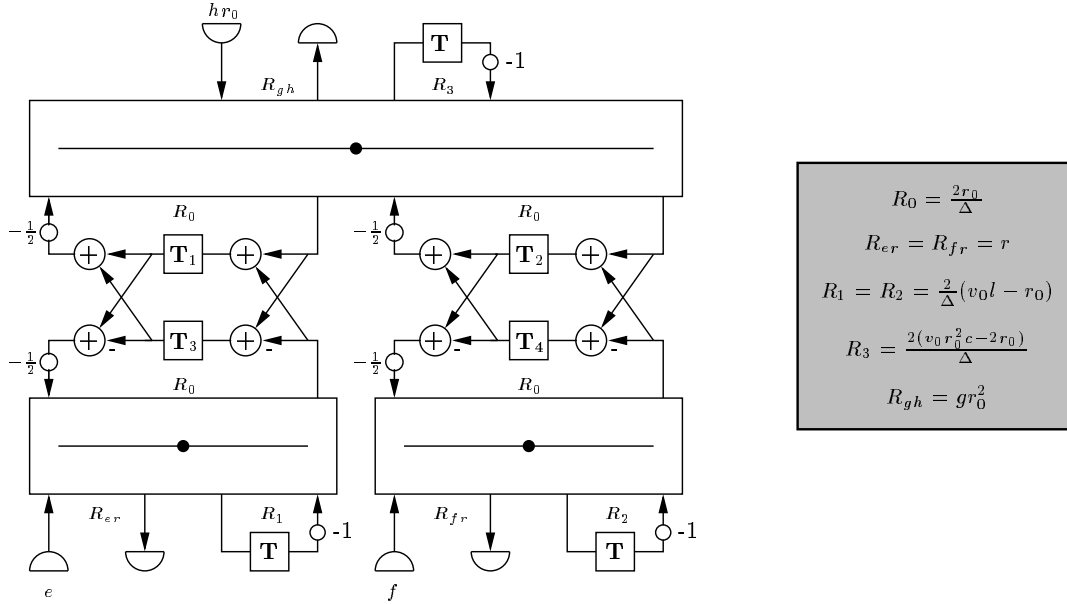 hr₀
T
-1
R_gh
R₃
R₀ R₀
-½ -½
+ T₁ + + T₂ +
+ T₃ + + T₄ +
- - - -
-½ -½
R₀ R₀
R_er R₁ R_fr R₂
T -1 T -1
e f
R₀ = 2r₀/Δ
R_er = R_fr = r
R₁ = R₂ = 2/Δ (v₀l − r₀)
R₃ = 2(v₀r₀²c−2r₀)/Δ
R_gh = gr₀²